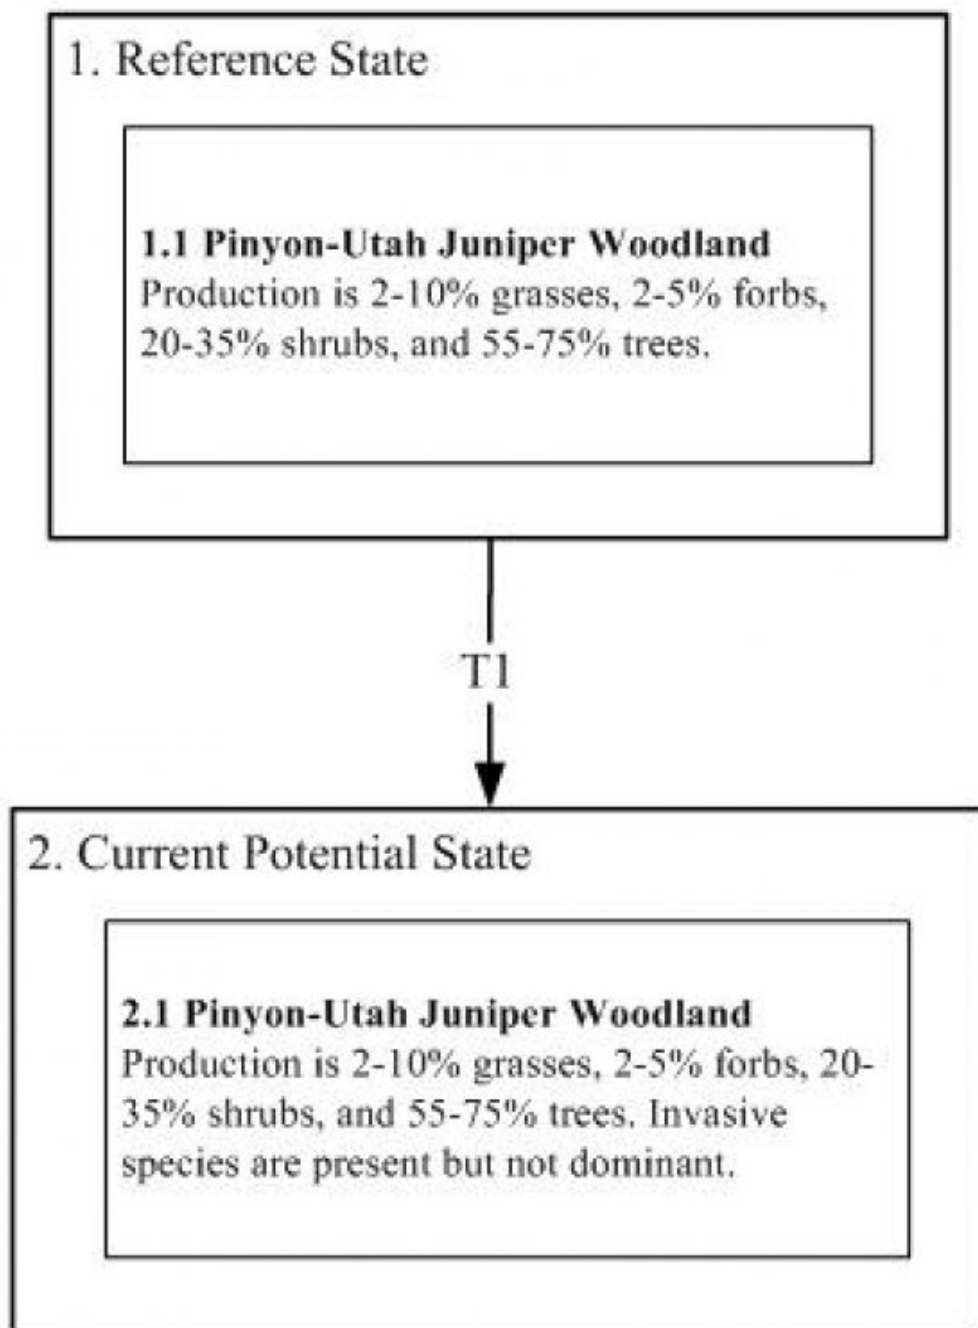 1. Reference State
1.1 Pinyon-Utah Juniper Woodland
Production is 2-10% grasses, 2-5% forbs,
20-35% shrubs, and 55-75% trees.
T1
2. Current Potential State
2.1 Pinyon-Utah Juniper Woodland
Production is 2-10% grasses, 2-5% forbs, 20-
35% shrubs, and 55-75% trees. Invasive
species are present but not dominant.